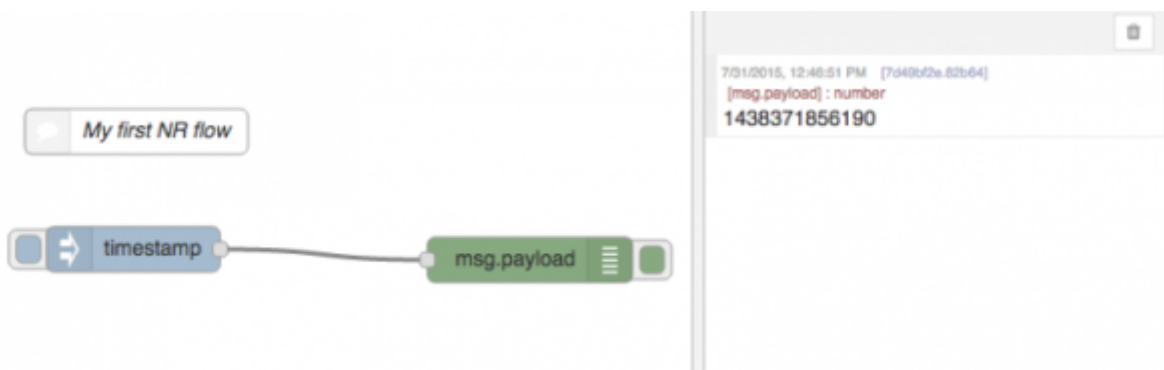 My first NR flow
timestamp
msg.payload
7/31/2015, 12:46:51 PM [7d49bf2e.82b64]
[msg.payload] : number
1438371856190